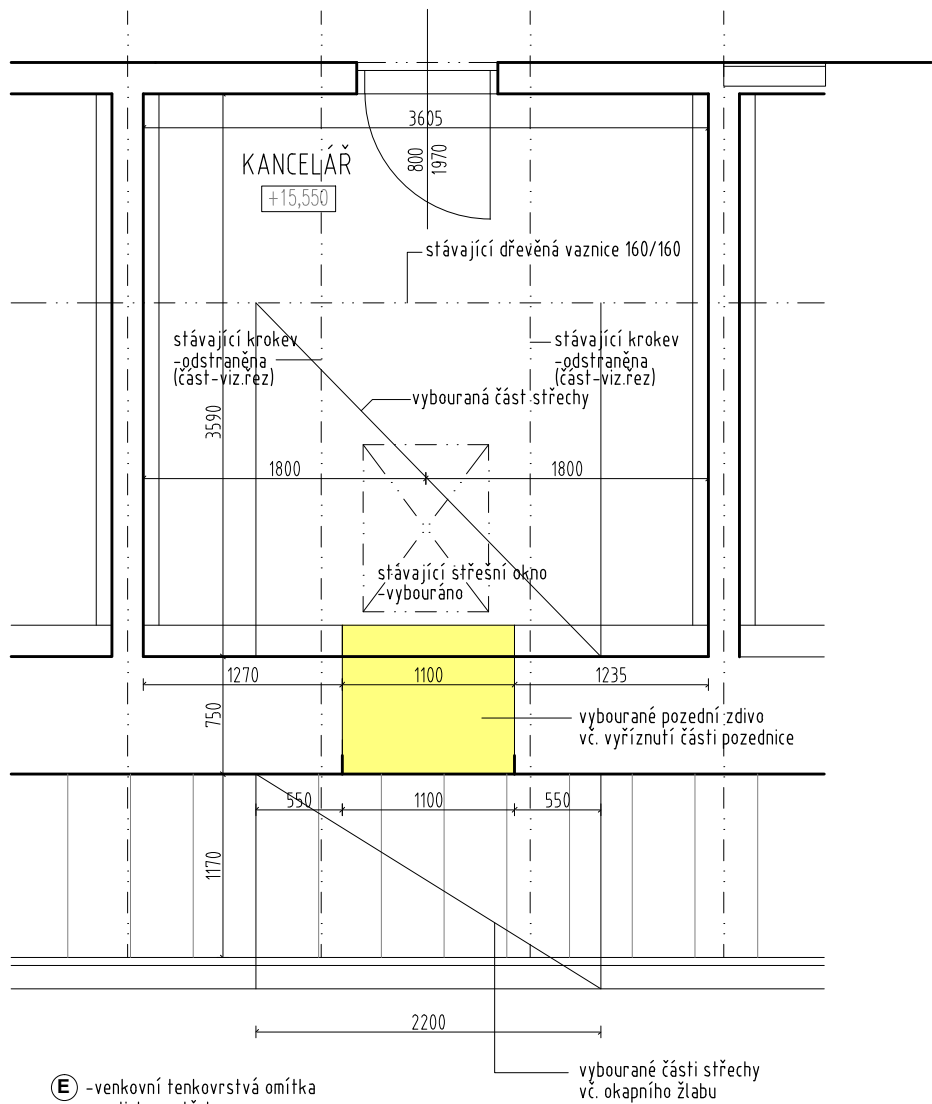 3605
KANCELÁŘ
800
1970
+15,550
stávající dřevěná vaznice 160/160
stávající krokev
-odstraněna
(část-viz.řez)
stávající krokev
-odstraněna
(část-viz.řez)
vybouraná část střechy
3590
1800
1800
stávající střešní okno
-vybouráno
1270
1100
1235
750
vybourané pozední zdivo
vč. vyříznutí části pozednice
550
1100
550
1170
2200
vybourané části střechy
vč. okapního žlabu
E -venkovní tenkovrstvá omítka